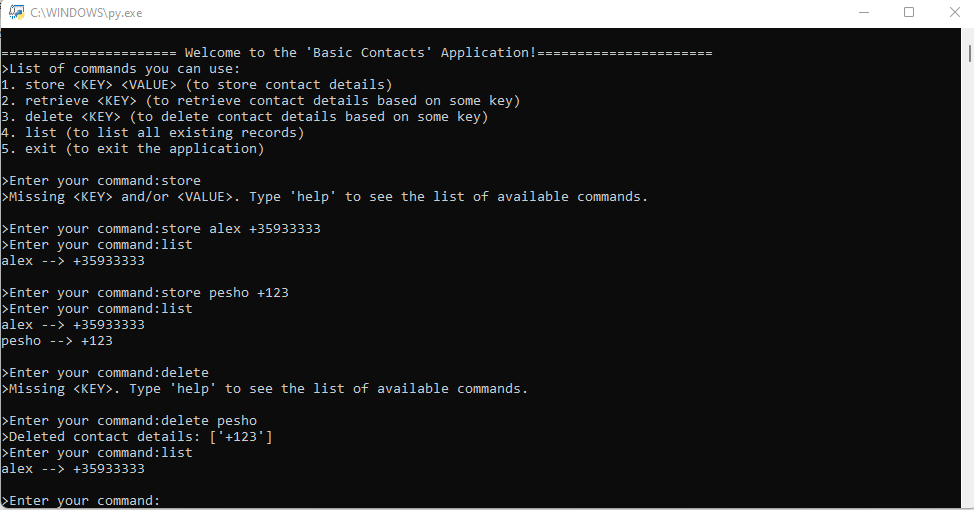 C:\WINDOWS\py.exe
====================== Welcome to the 'Basic Contacts' Application!======================
>List of commands you can use:
1. store <KEY> <VALUE> (to store contact details)
2. retrieve <KEY> (to retrieve contact details based on some key)
3. delete <KEY> (to delete contact details based on some key)
4. list (to list all existing records)
5. exit (to exit the application)
>Enter your command:store
>Missing <KEY> and/or <VALUE>. Type 'help' to see the list of available commands.
>Enter your command:store alex +35933333
>Enter your command:list
alex --> +35933333
>Enter your command:store pesho +123
>Enter your command:list
alex --> +35933333
pesho --> +123
>Enter your command:delete
>Missing <KEY>. Type 'help' to see the list of available commands.
>Enter your command:delete pesho
>Deleted contact details: ['+123']
>Enter your command:list
alex --> +35933333
>Enter your command: